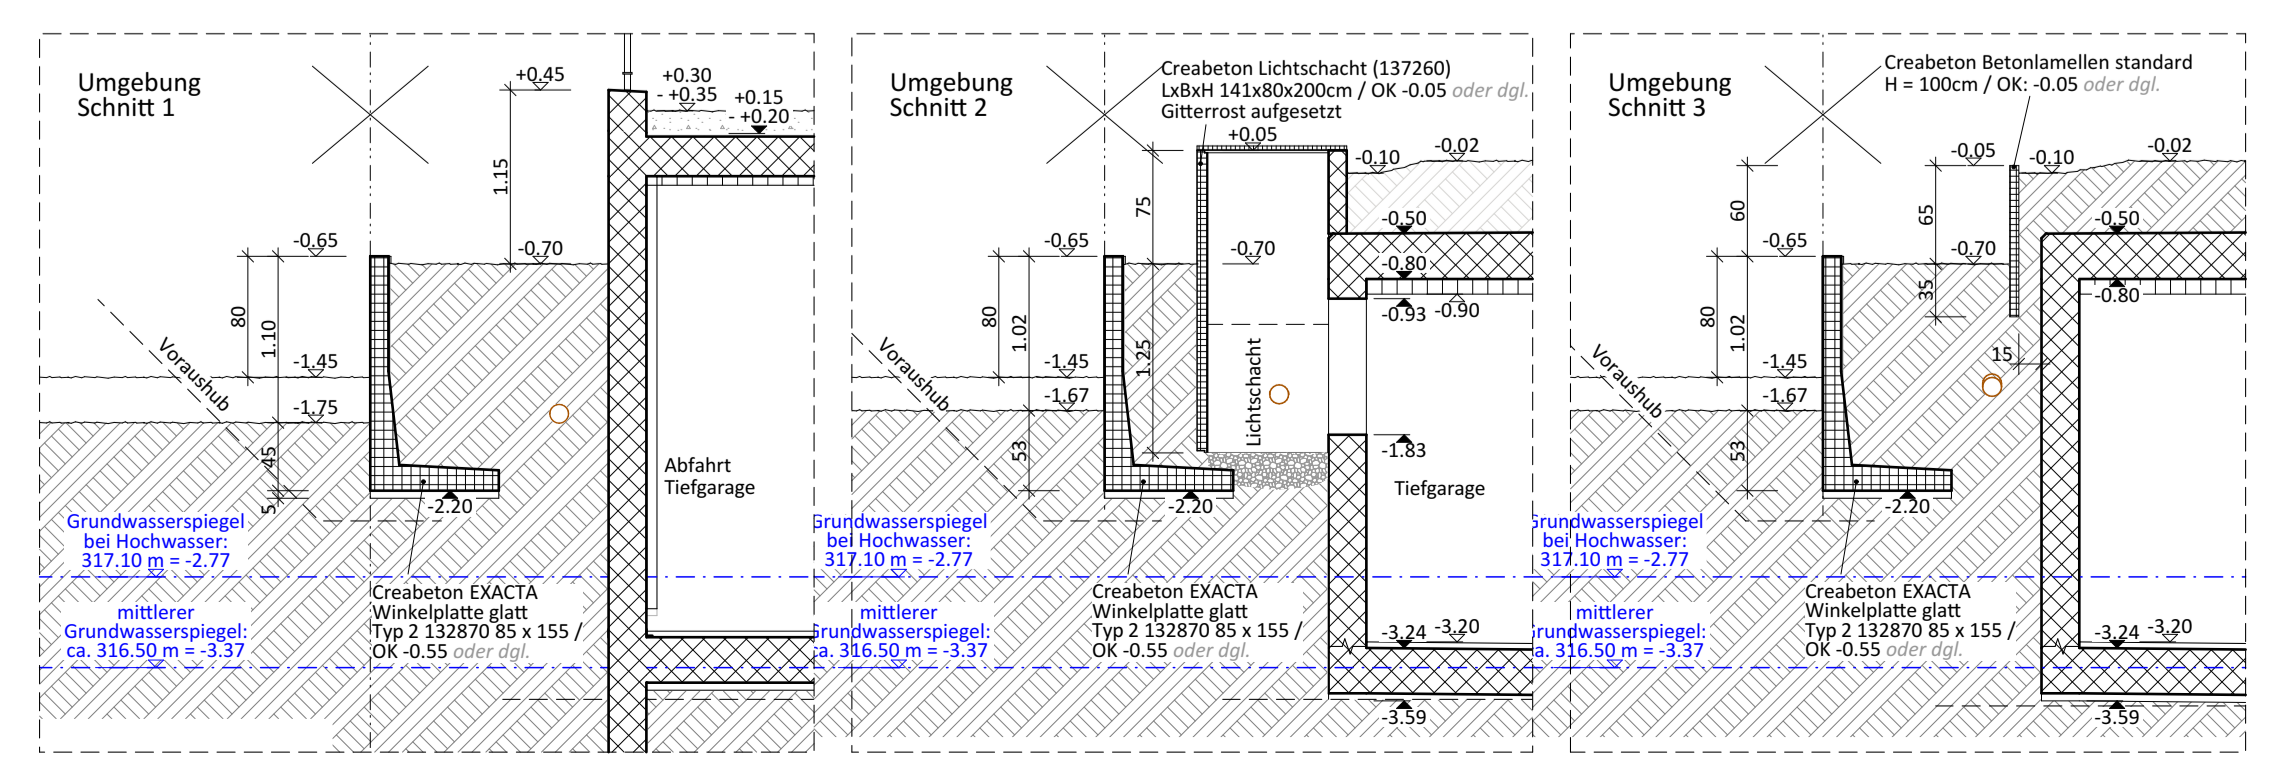 Umgebung
Schnitt 1
+0.45
+0.30
- +0.35
+0.15
- +0.20
1.15
-0.65
-0.70
80
1.10
-1.45
-1.75
Voraushub
45
5
-2.20
Abfahrt
Tiefgarage
Grundwasserspiegel
bei Hochwasser:
317.10 m = -2.77
mittlerer
Grundwasserspiegel:
ca. 316.50 m = -3.37
Creabeton EXACTA
Winkelplatte glatt
Typ 2 132870 85 x 155 /
OK -0.55 oder dgl.
Umgebung
Schnitt 2
Creabeton Lichtschacht (137260)
LxBxH 141x80x200cm / OK -0.05 oder dgl.
Gitterrost aufgesetzt
+0.05
-0.10
-0.02
75
-0.50
-0.65
-0.70
-0.80
-0.93
-0.90
80
1.02
1.25
-1.45
-1.67
Voraushub
Lichtschacht
53
-1.83
Tiefgarage
-2.20
Grundwasserspiegel
bei Hochwasser:
317.10 m = -2.77
mittlerer
Grundwasserspiegel:
ca. 316.50 m = -3.37
Creabeton EXACTA
Winkelplatte glatt
Typ 2 132870 85 x 155 /
OK -0.55 oder dgl.
-3.24
-3.20
-3.59
Umgebung
Schnitt 3
Creabeton Betonlamellen standard
H = 100cm / OK: -0.05 oder dgl.
-0.05
-0.10
-0.02
60
65
-0.50
-0.65
-0.70
-0.80
35
80
1.02
15
-1.45
-1.67
Voraushub
53
-2.20
Grundwasserspiegel
bei Hochwasser:
317.10 m = -2.77
mittlerer
Grundwasserspiegel:
ca. 316.50 m = -3.37
Creabeton EXACTA
Winkelplatte glatt
Typ 2 132870 85 x 155 /
OK -0.55 oder dgl.
-3.24
-3.20
-3.59